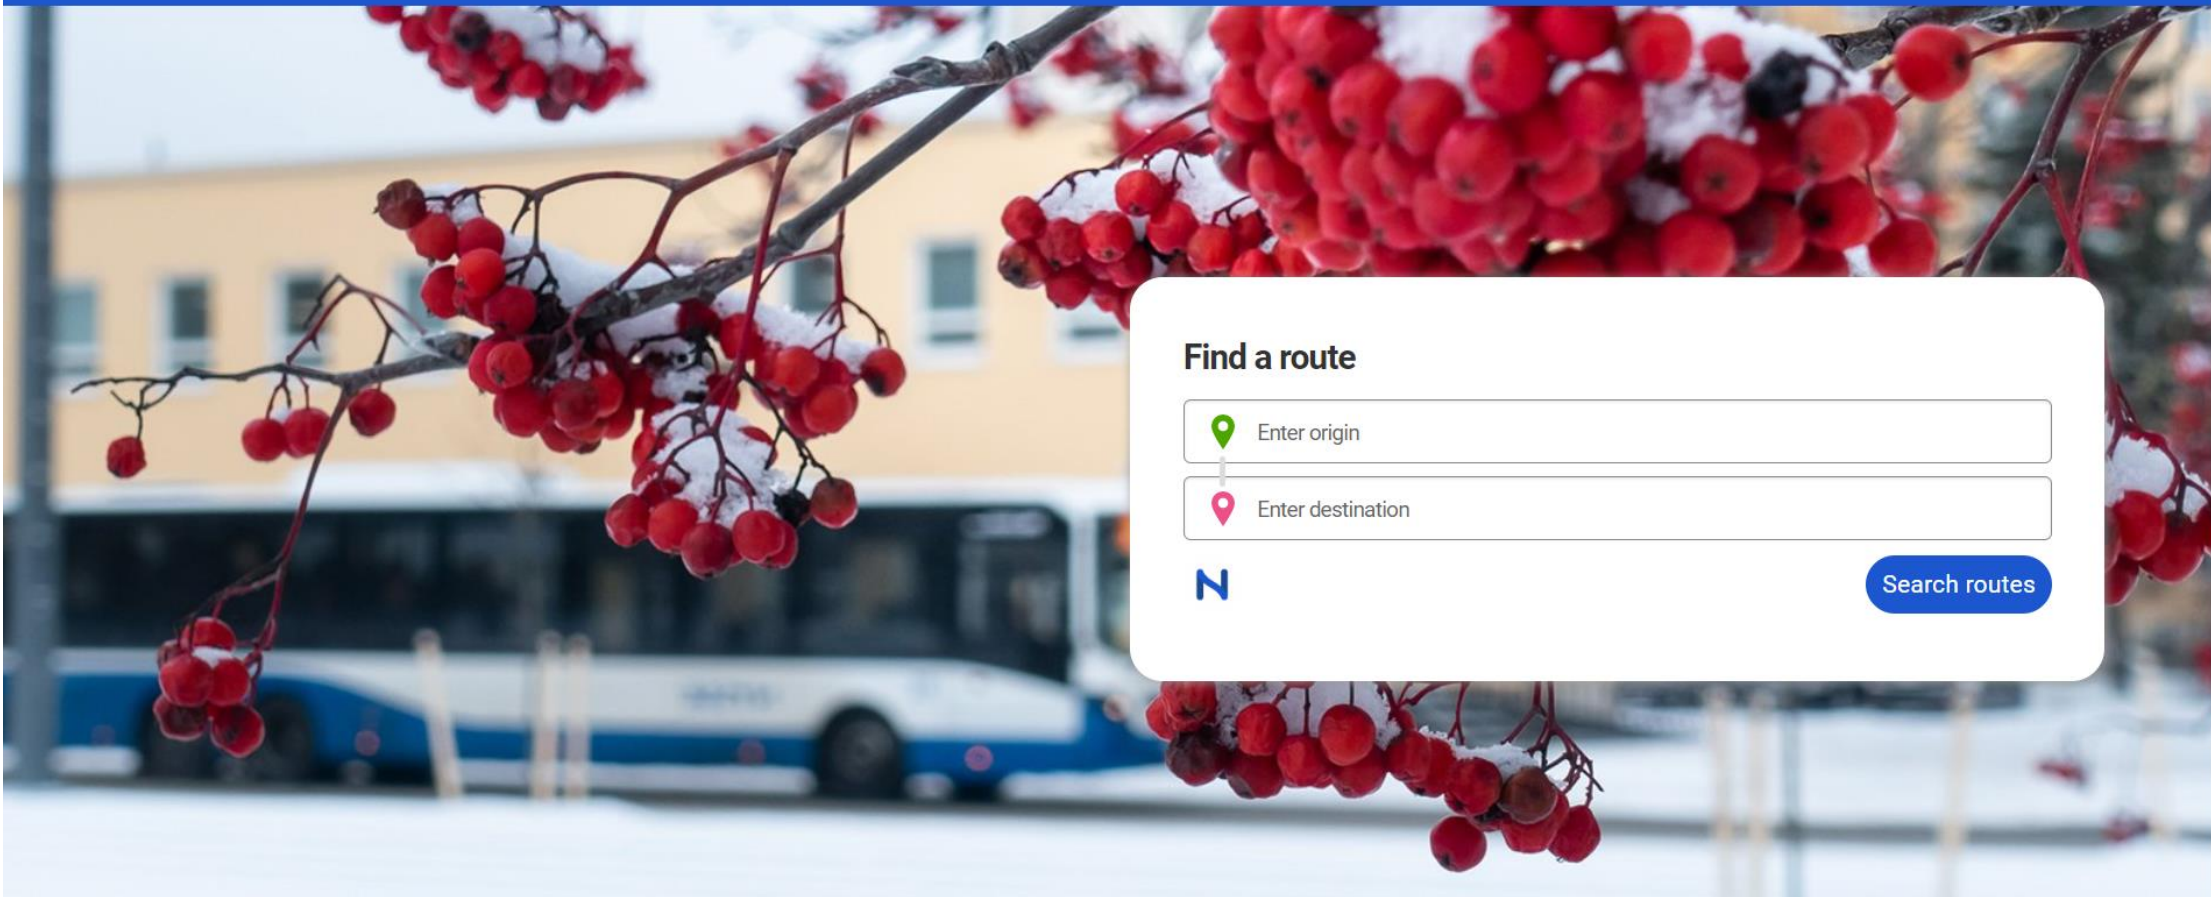 Find a route
Enter origin
Enter destination
N
Search routes